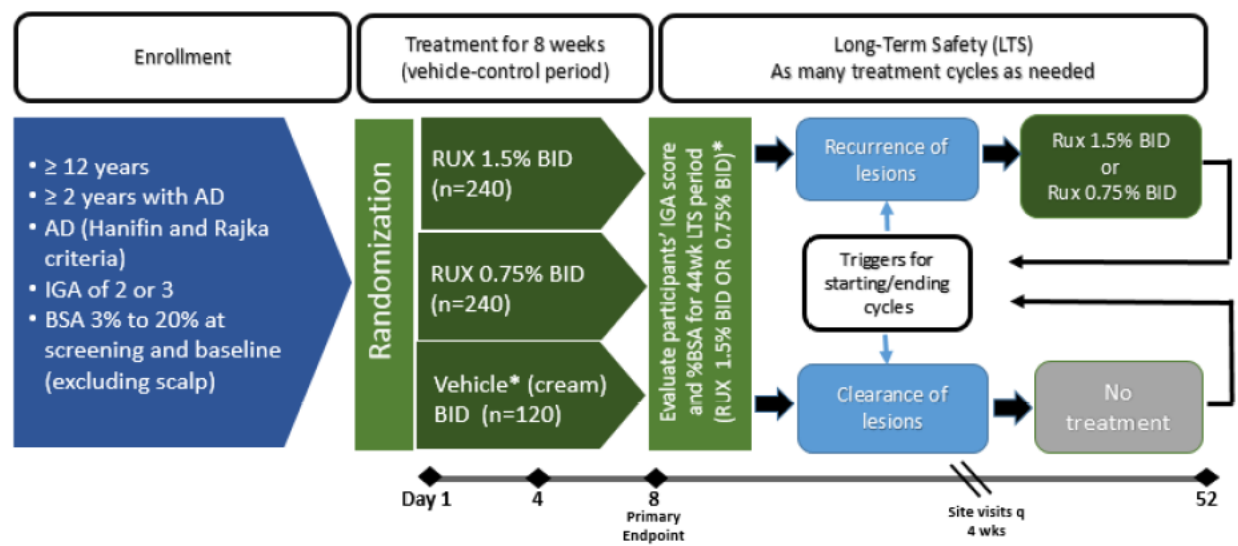 Enrollment
Treatment for 8 weeks
(vehicle-control period)
Long-Term Safety (LTS)
As many treatment cycles as needed
• ≥ 12 years
• ≥ 2 years with AD
• AD (Hanifin and Rajka
criteria)
• IGA of 2 or 3
• BSA 3% to 20% at
screening and baseline
(excluding scalp)
Randomization
RUX 1.5% BID
(n=240)
RUX 0.75% BID
(n=240)
Vehicle* (cream)
BID (n=120)
Evaluate participants’ IGA score
and %BSA for 44wk LTS period
(RUX 1.5% BID OR 0.75% BID)*
Recurrence of
lesions
Rux 1.5% BID
or
Rux 0.75% BID
Triggers for
starting/ending
cycles
Clearance of
lesions
No
treatment
Day 1
4
8
Primary
Endpoint
Site visits q
4 wks
52